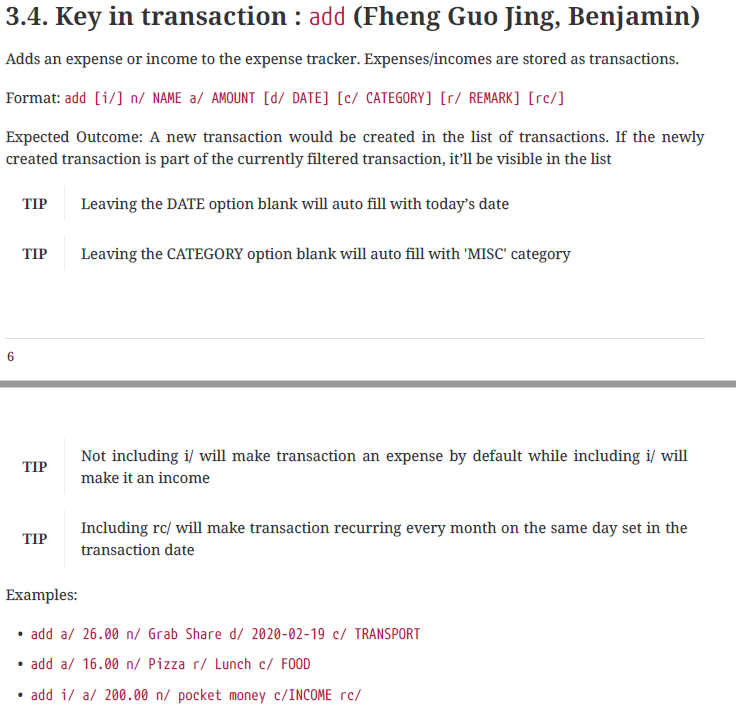 3.4. Key in transaction : add (Fheng Guo Jing, Benjamin)
Adds an expense or income to the expense tracker. Expenses/incomes are stored as transactions.
Format: add [i/] n/ NAME a/ AMOUNT [d/ DATE] [c/ CATEGORY] [r/ REMARK] [rc/]
Expected Outcome: A new transaction would be created in the list of transactions. If the newly
created transaction is part of the currently filtered transaction, it’ll be visible in the list
TIP Leaving the DATE option blank will auto fill with today’s date
TIP Leaving the CATEGORY option blank will auto fill with 'MISC' category
6
TIP Not including i/ will make transaction an expense by default while including i/ will
make it an income
TIP Including rc/ will make transaction recurring every month on the same day set in the
transaction date
Examples:
• add a/ 26.00 n/ Grab Share d/ 2020-02-19 c/ TRANSPORT
• add a/ 16.00 n/ Pizza r/ Lunch c/ FOOD
• add i/ a/ 200.00 n/ pocket money c/INCOME rc/